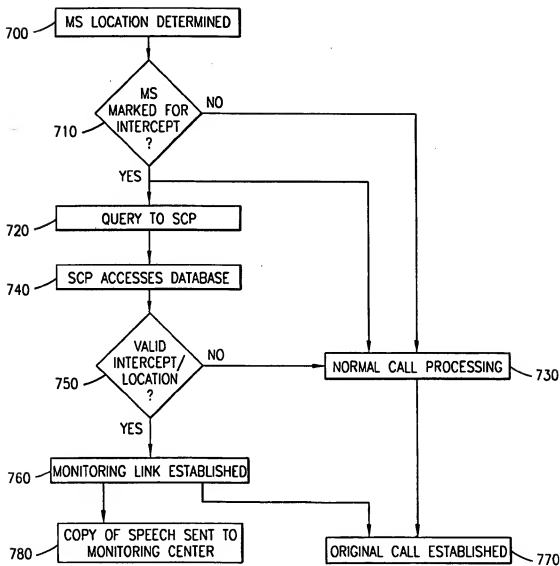 700
MS LOCATION DETERMINED
MS
MARKED FOR
INTERCEPT
?
710
NO
YES
720
QUERY TO SCP
740
SCP ACCESSES DATABASE
VALID
INTERCEPT/
LOCATION
?
750
NO
NORMAL CALL PROCESSING
730
YES
760
MONITORING LINK ESTABLISHED
780
COPY OF SPEECH SENT TO
MONITORING CENTER
ORIGINAL CALL ESTABLISHED
770